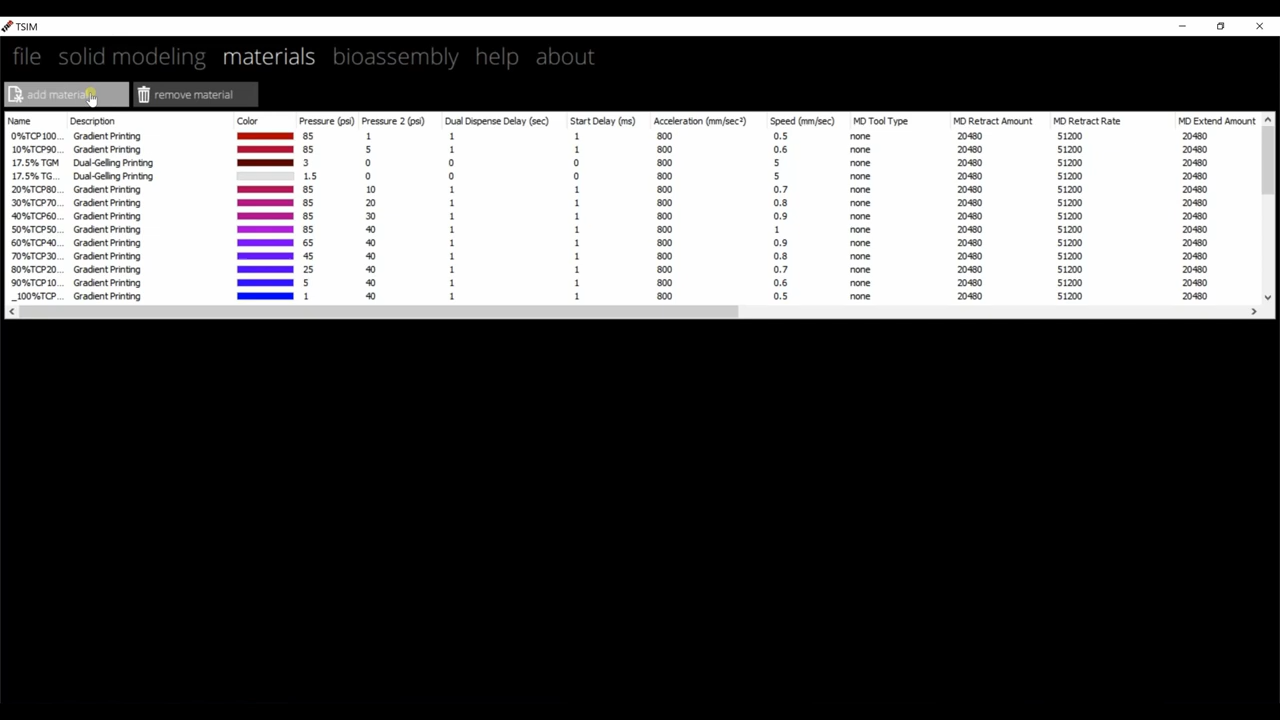 TSIM
file solid modeling materials bioassembly help about
add material remove material
Name Description Color Pressure (psi) Pressure 2 (psi) Dual Dispense Delay (sec) Start Delay (ms) Acceleration (mm/sec²) Speed (mm/sec) MD Tool Type MD Retract Amount MD Retract Rate MD Extend Amount
0%TCP100... Gradient Printing 85 1 1 1 800 0.5 none 20480 51200 20480
10%TCP90... Gradient Printing 85 5 1 1 800 0.6 none 20480 51200 20480
17.5% TGM Dual-Gelling Printing 3 0 0 0 800 5 none 20480 51200 20480
17.5% TG... Dual-Gelling Printing 1.5 0 0 0 800 5 none 20480 51200 20480
20%TCP80... Gradient Printing 85 10 1 1 800 0.7 none 20480 51200 20480
30%TCP70... Gradient Printing 85 20 1 1 800 0.8 none 20480 51200 20480
40%TCP60... Gradient Printing 85 30 1 1 800 0.9 none 20480 51200 20480
50%TCP50... Gradient Printing 85 40 1 1 800 1 none 20480 51200 20480
60%TCP40... Gradient Printing 65 40 1 1 800 0.9 none 20480 51200 20480
70%TCP30... Gradient Printing 45 40 1 1 800 0.8 none 20480 51200 20480
80%TCP20... Gradient Printing 25 40 1 1 800 0.7 none 20480 51200 20480
90%TCP10... Gradient Printing 5 40 1 1 800 0.6 none 20480 51200 20480
_100%TCP... Gradient Printing 1 40 1 1 800 0.5 none 20480 51200 20480